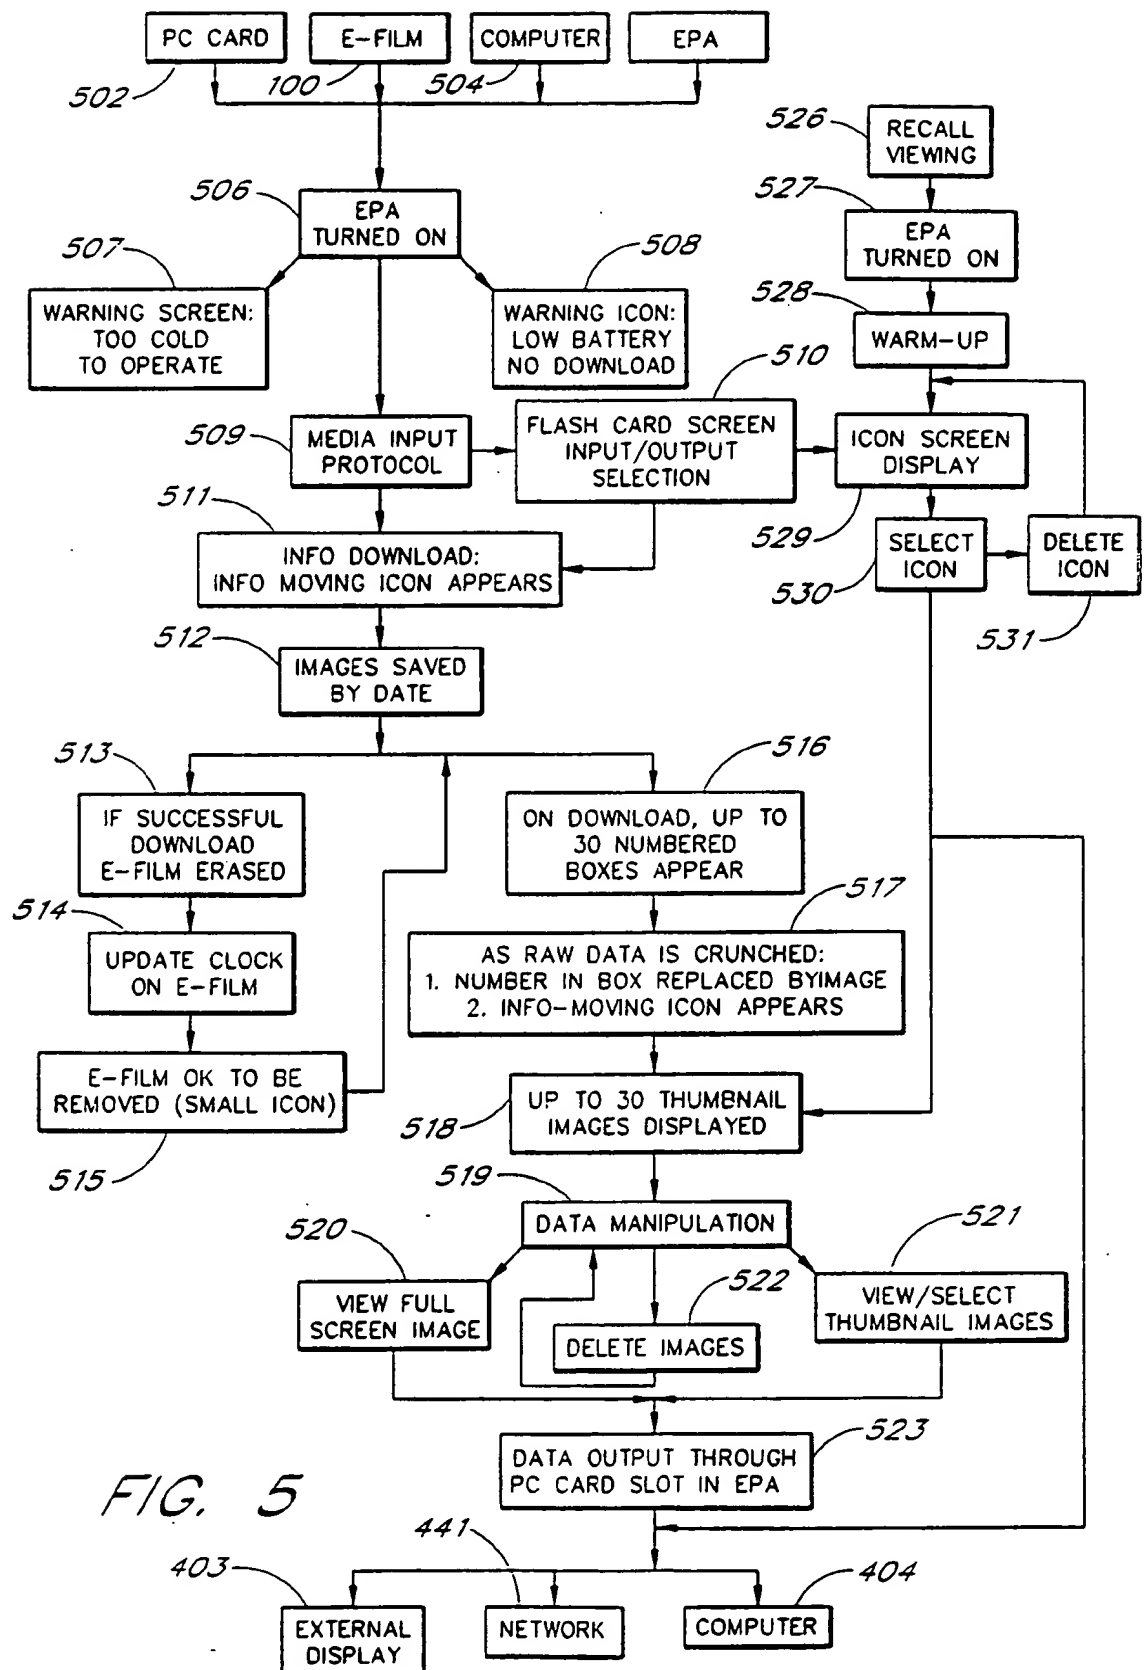 PC CARD
E-FILM
COMPUTER
EPA
502
100
504
526
RECALL
VIEWING
506
EPA
TURNED ON
527
EPA
TURNED ON
507
WARNING SCREEN:
TOO COLD
TO OPERATE
508
WARNING ICON:
LOW BATTERY
NO DOWNLOAD
528
WARM-UP
510
509
MEDIA INPUT
PROTOCOL
FLASH CARD SCREEN
INPUT/OUTPUT
SELECTION
ICON SCREEN
DISPLAY
529
511
INFO DOWNLOAD:
INFO MOVING ICON APPEARS
SELECT
ICON
530
DELETE
ICON
531
512
IMAGES SAVED
BY DATE
513
IF SUCCESSFUL
DOWNLOAD
E-FILM ERASED
516
ON DOWNLOAD, UP TO
30 NUMBERED
BOXES APPEAR
514
UPDATE CLOCK
ON E-FILM
517
AS RAW DATA IS CRUNCHED:
1. NUMBER IN BOX REPLACED BYIMAGE
2. INFO-MOVING ICON APPEARS
E-FILM OK TO BE
REMOVED (SMALL ICON)
515
518
UP TO 30 THUMBNAIL
IMAGES DISPLAYED
519
DATA MANIPULATION
520
VIEW FULL
SCREEN IMAGE
522
DELETE IMAGES
521
VIEW/SELECT
THUMBNAIL IMAGES
523
DATA OUTPUT THROUGH
PC CARD SLOT IN EPA
FIG. 5
403
EXTERNAL
DISPLAY
441
NETWORK
404
COMPUTER